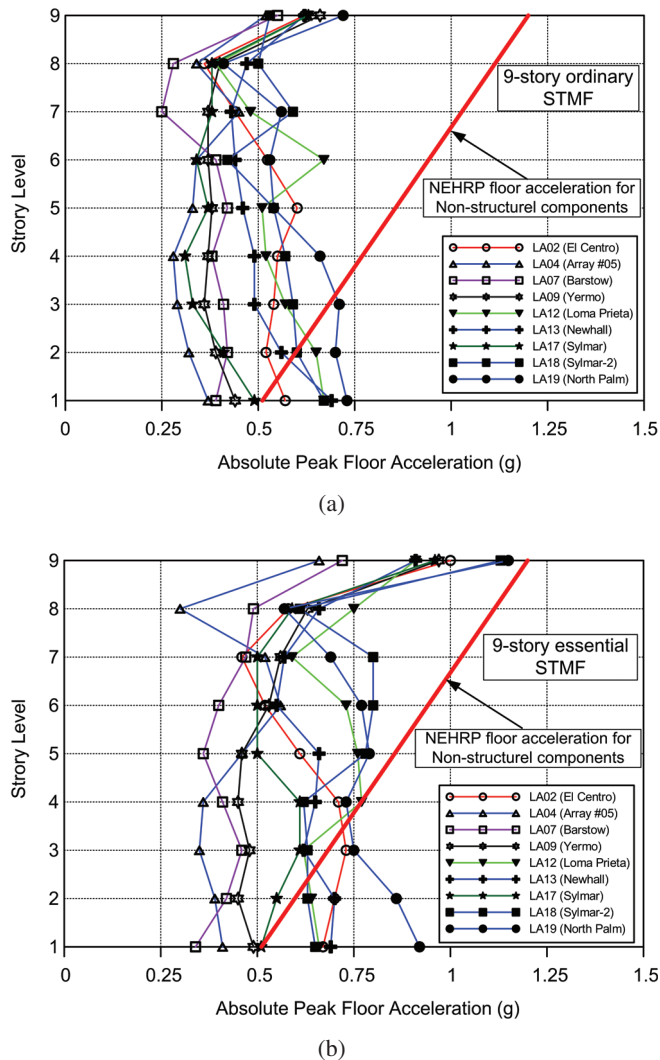 9
8
7
6
5
4
3
2
1
Strory Level
9-story ordinary
STMF
NEHRP floor acceleration for
Non-structurel components
LA02 (El Centro)
LA04 (Array #05)
LA07 (Barstow)
LA09 (Yermo)
LA12 (Loma Prieta)
LA13 (Newhall)
LA17 (Sylmar)
LA18 (Sylmar-2)
LA19 (North Palm)
0 0.25 0.5 0.75 1 1.25 1.5
Absolute Peak Floor Acceleration (g)
(a)
9
8
7
6
5
4
3
2
1
Strory Level
9-story essential
STMF
NEHRP floor acceleration for
Non-structurel components
LA02 (El Centro)
LA04 (Array #05)
LA07 (Barstow)
LA09 (Yermo)
LA12 (Loma Prieta)
LA13 (Newhall)
LA17 (Sylmar)
LA18 (Sylmar-2)
LA19 (North Palm)
0 0.25 0.5 0.75 1 1.25 1.5
Absolute Peak Floor Acceleration (g)
(b)